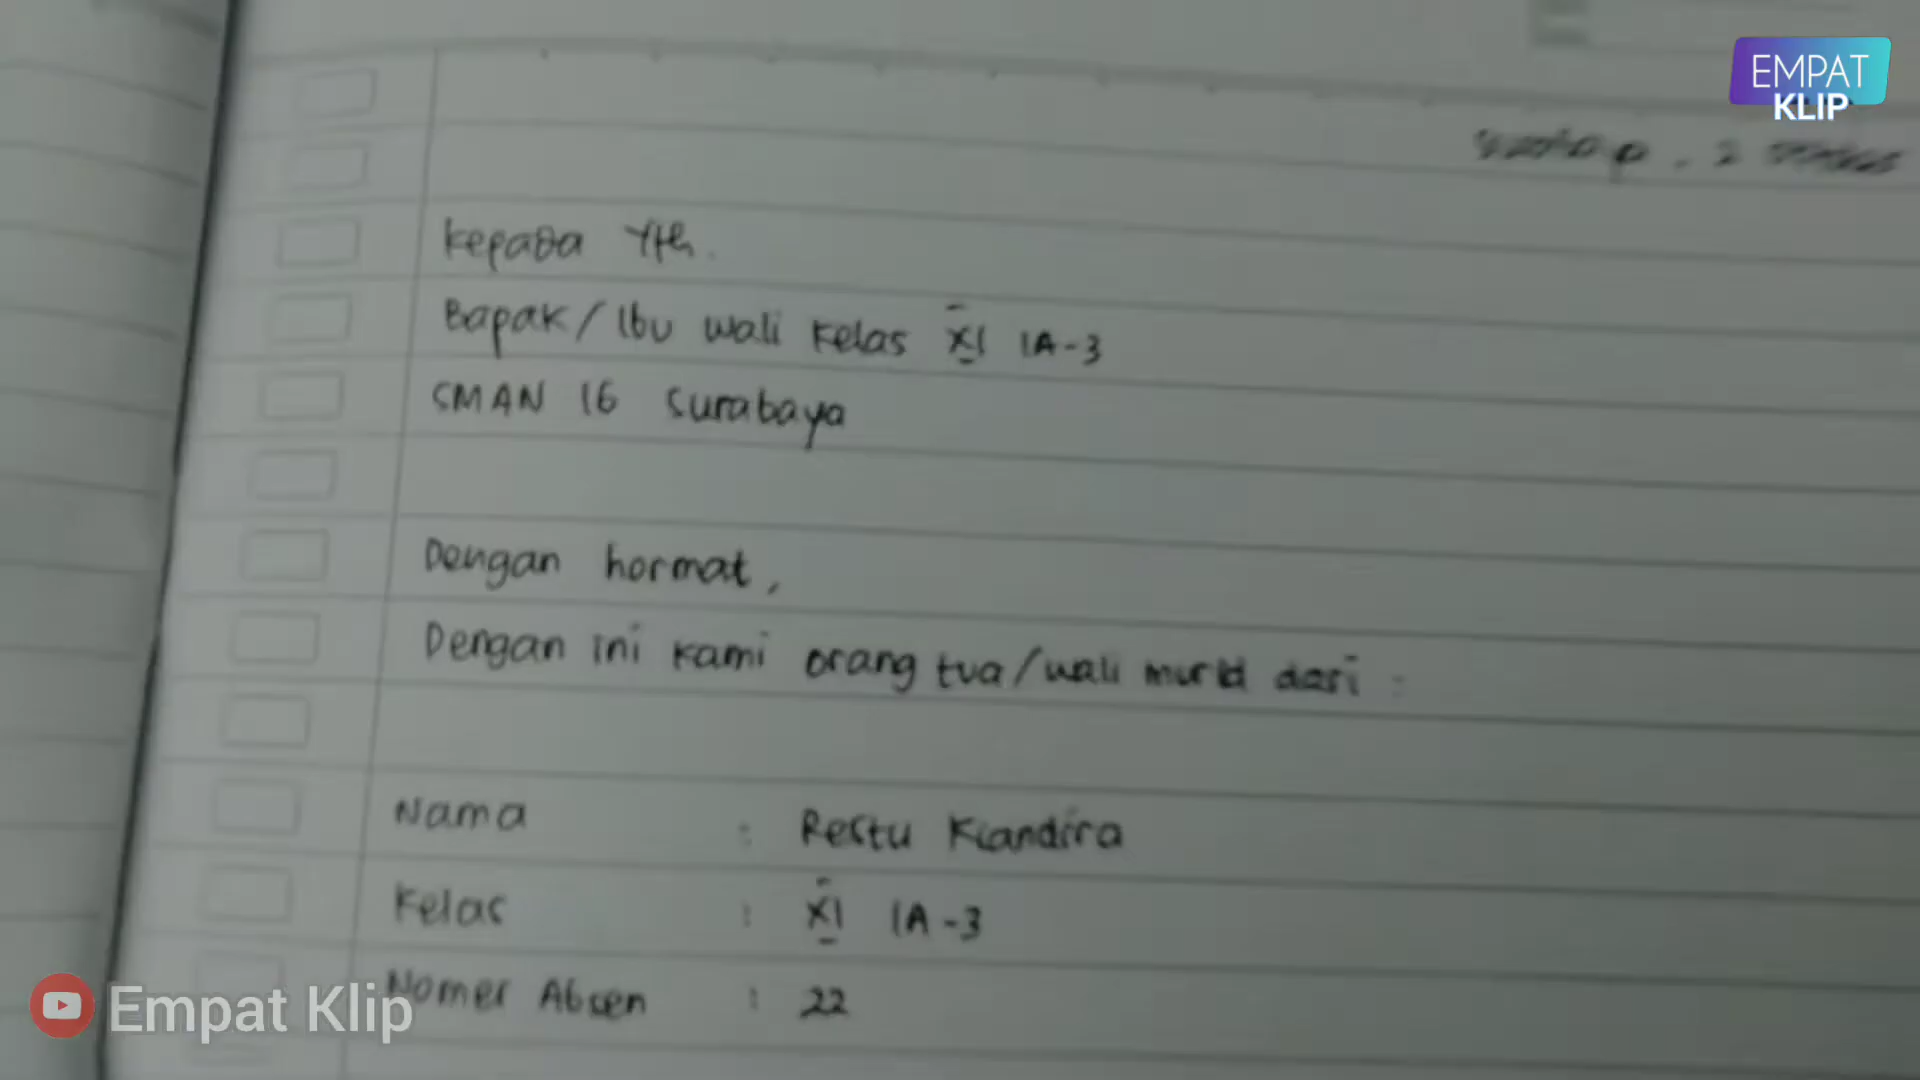 EMPAT
KLIP
kepada Yth.
Bapak/Ibu wali kelas XI IA-3
SMAN 16 Surabaya
Dengan hormat,
Dengan ini kami orang tua/wali murid dari :
Nama : Restu Kiandira
Kelas : XI IA-3
Nomer Absen : 22
Empat Klip